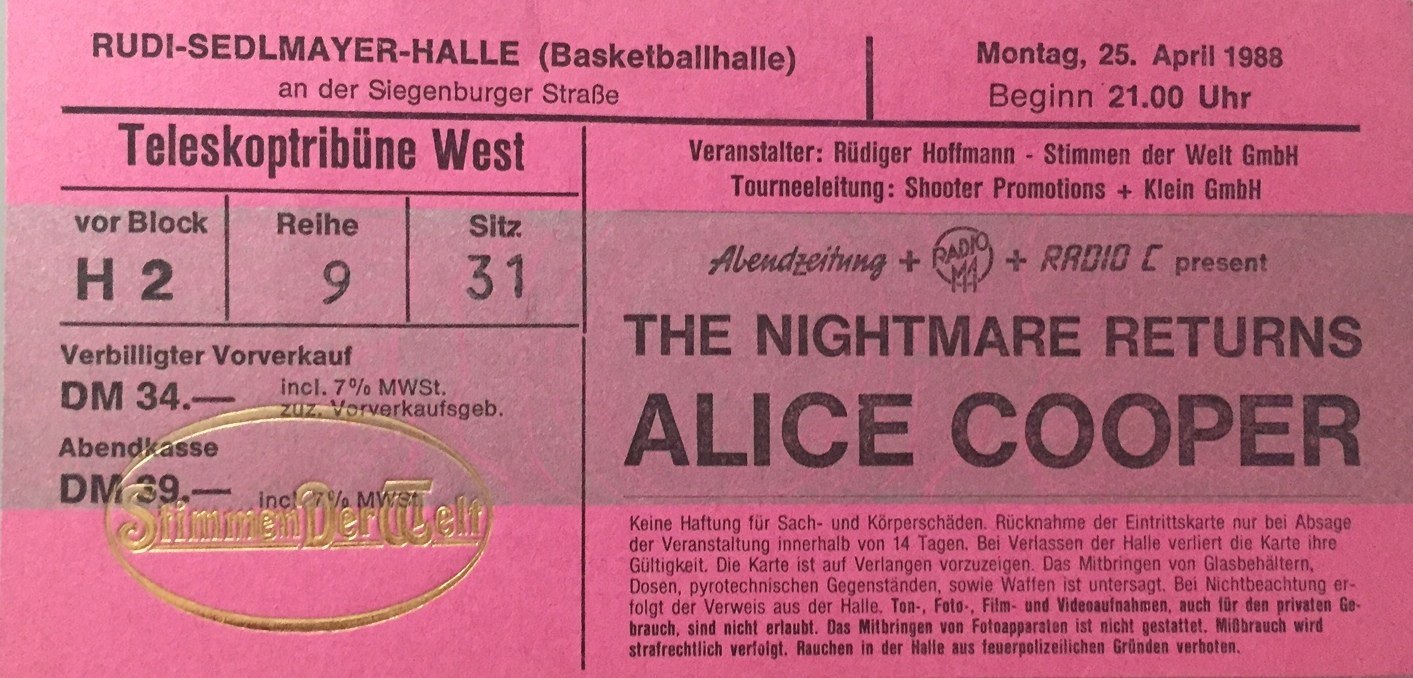 RUDI-SEDLMAYER-HALLE (Basketballhalle)
an der Siegenburger Straße
Montag, 25. April 1988
Beginn 21.00 Uhr
Teleskoptribüne West
vor Block Reihe Sitz
H 2 9 31
Verbilligter Vorverkauf
DM 34.— incl. 7% MWSt.
zuz. Vorverkaufsgeb.
Abendkasse
DM 39.— incl. 7% MWSt.
Stimmen Der Welt
Veranstalter: Rüdiger Hoffmann - Stimmen der Welt GmbH
Tourneeleitung: Shooter Promotions + Klein GmbH
Abendzeitung + RADIO M1 + RADIO C present
THE NIGHTMARE RETURNS
ALICE COOPER
Keine Haftung für Sach- und Körperschäden. Rücknahme der Eintrittskarte nur bei Absage
der Veranstaltung innerhalb von 14 Tagen. Bei Verlassen der Halle verliert die Karte ihre
Gültigkeit. Die Karte ist auf Verlangen vorzuzeigen. Das Mitbringen von Glasbehältern,
Dosen, pyrotechnischen Gegenständen, sowie Waffen ist untersagt. Bei Nichtbeachtung er-
folgt der Verweis aus der Halle. Ton-, Foto-, Film- und Videoaufnahmen, auch für den privaten Ge-
brauch, sind nicht erlaubt. Das Mitbringen von Fotoapparaten ist nicht gestattet. Mißbrauch wird
strafrechtlich verfolgt. Rauchen in der Halle aus feuerpolizeilichen Gründen verboten.